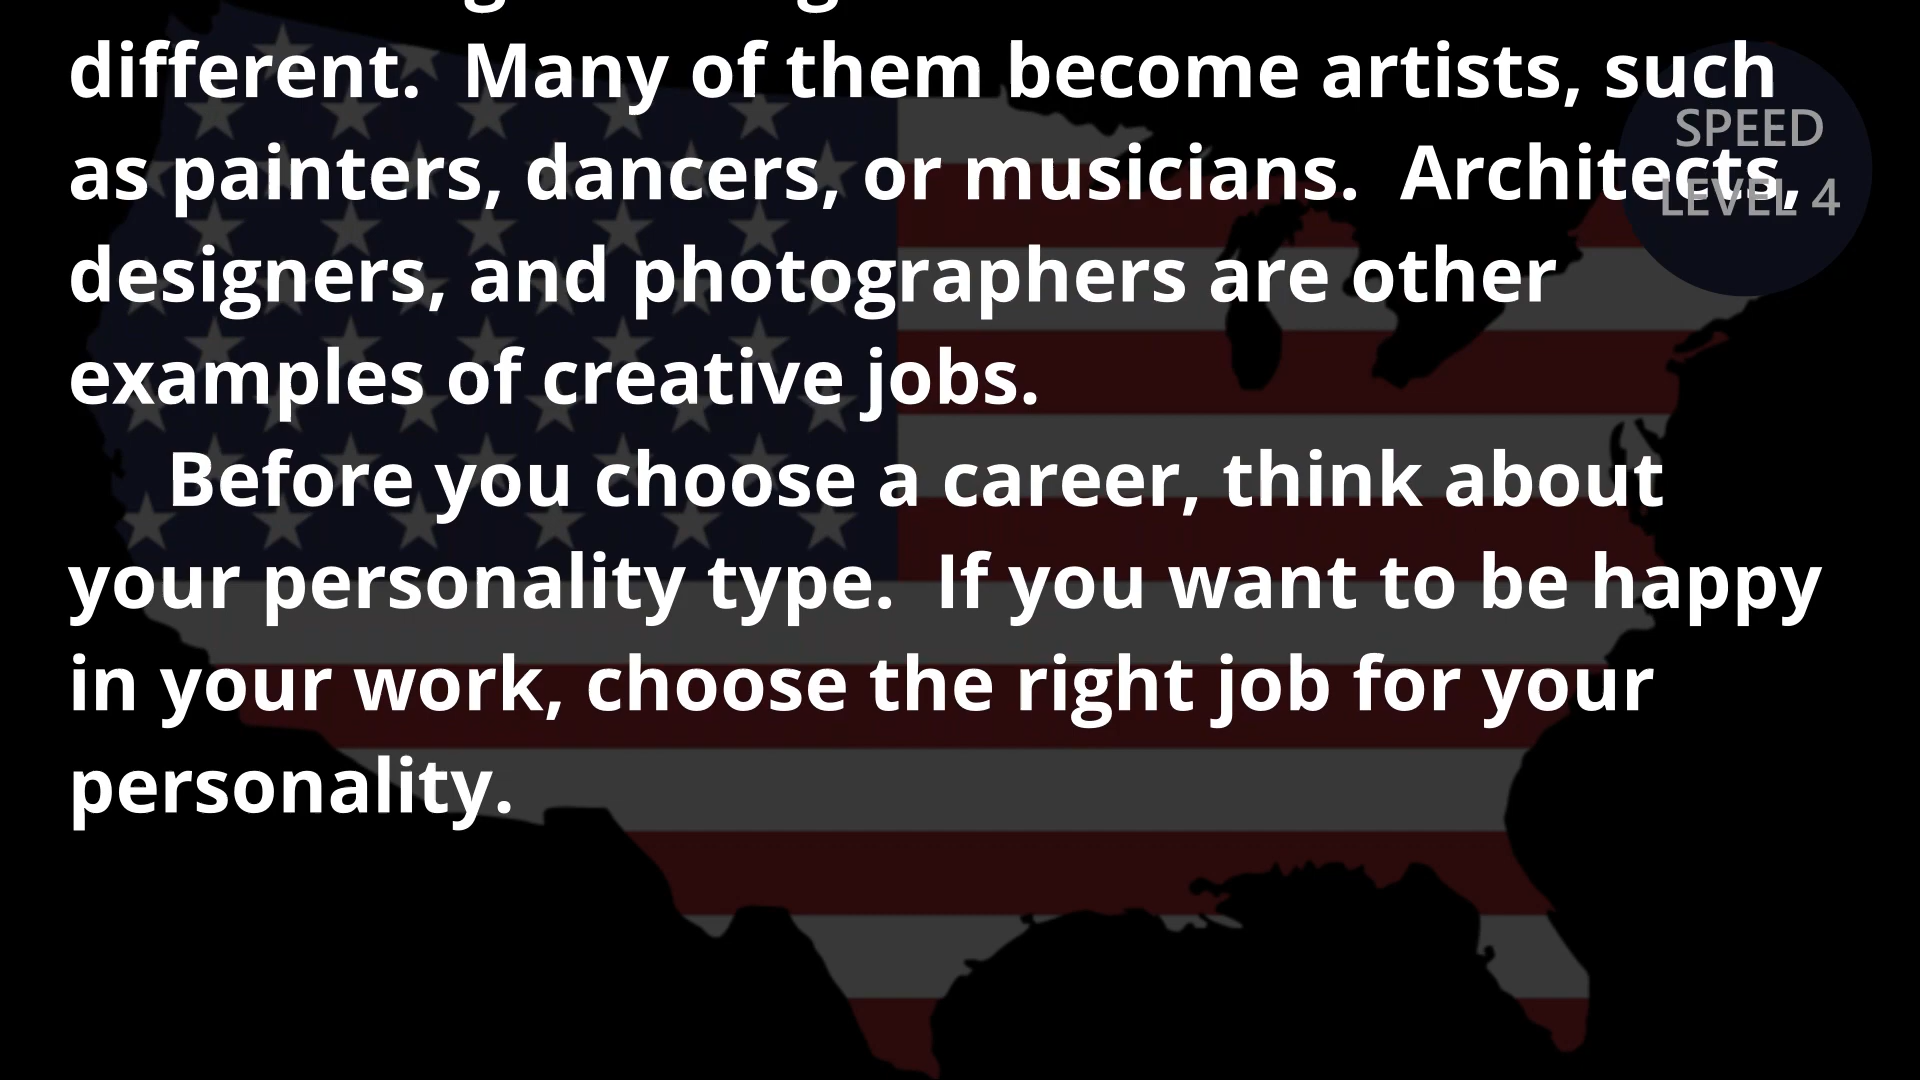 different.  Many of them become artists, such
as painters, dancers, or musicians.  Architects,
designers, and photographers are other
examples of creative jobs.
Before you choose a career, think about
your personality type.  If you want to be happy
in your work, choose the right job for your
personality.
SPEED
LEVEL 4